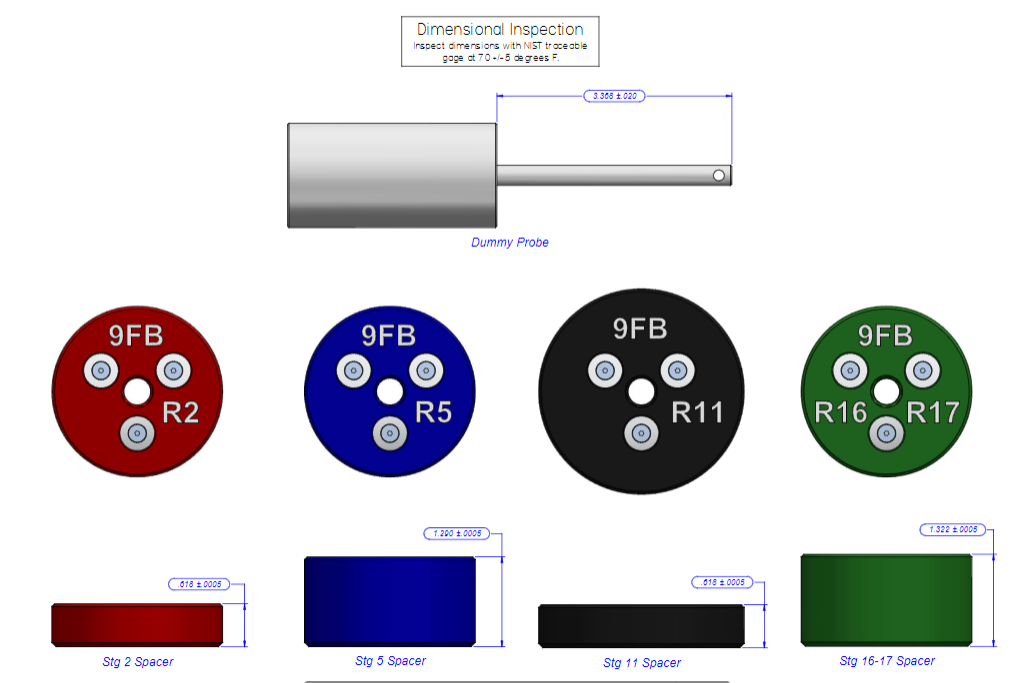 Dimensional Inspection
Inspect dimensions with NIST traceable
gage at 70 +/-5 degrees F.
3.368 ±.020
Dummy Probe
9FB
R2
9FB
R5
9FB
R11
9FB
R16 R17
.618 ±.0005
1.290 ±.0005
.618 ±.0005
1.322 ±.0005
Stg 2 Spacer
Stg 5 Spacer
Stg 11 Spacer
Stg 16-17 Spacer